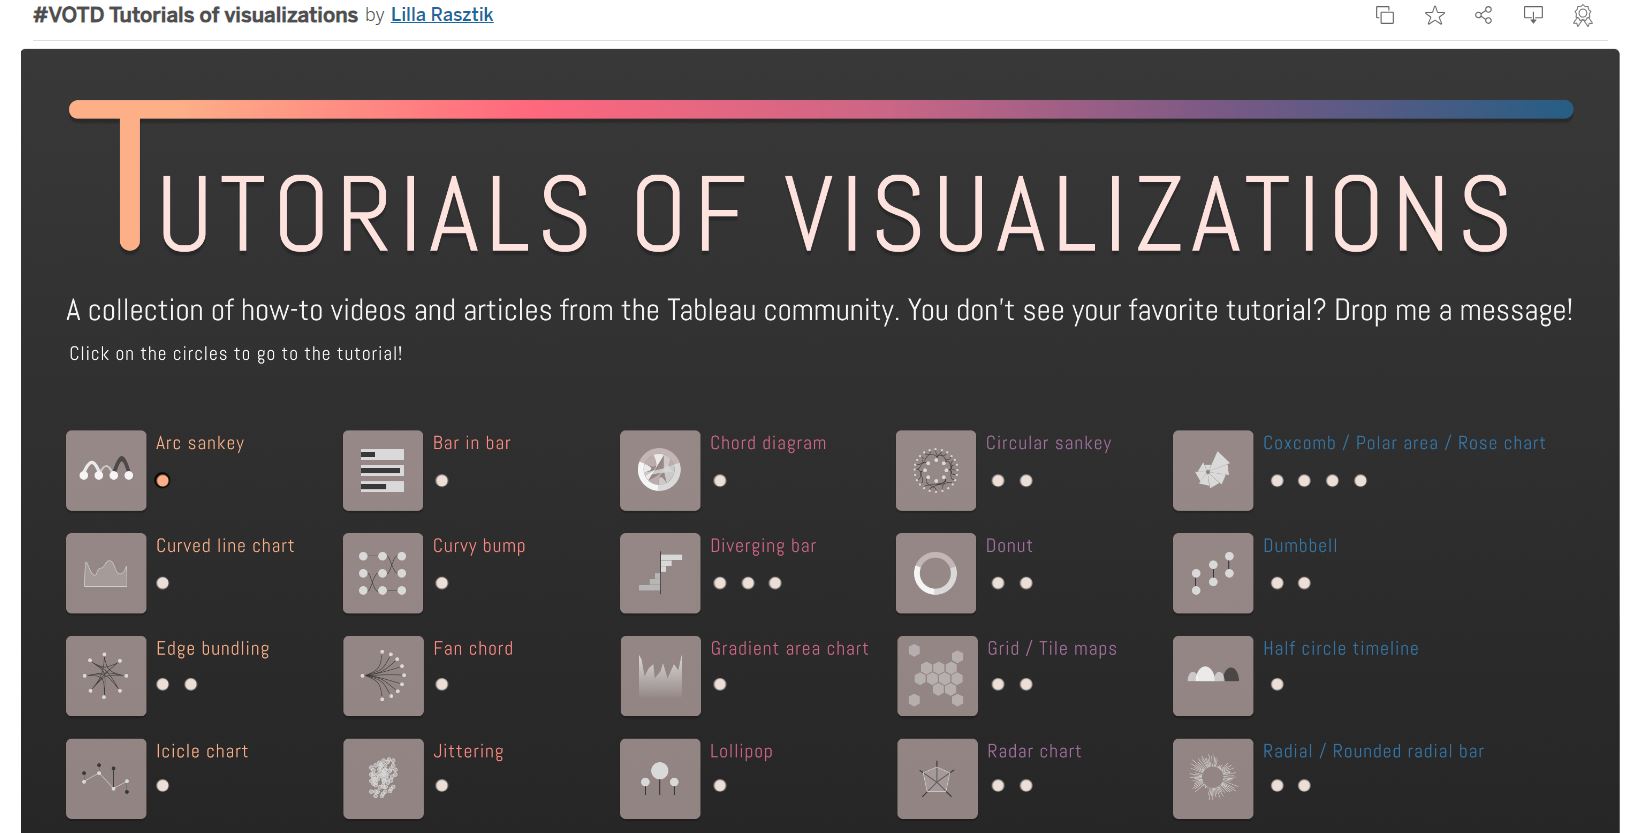 #VOTD Tutorials of visualizations by Lilla Rasztik
TUTORIALS OF VISUALIZATIONS
A collection of how-to videos and articles from the Tableau community. You don't see your favorite tutorial? Drop me a message!
Click on the circles to go to the tutorial!
Arc sankey
Bar in bar
Chord diagram
Circular sankey
Coxcomb / Polar area / Rose chart
Curved line chart
Curvy bump
Diverging bar
Donut
Dumbbell
Edge bundling
Fan chord
Gradient area chart
Grid / Tile maps
Half circle timeline
Icicle chart
Jittering
Lollipop
Radar chart
Radial / Rounded radial bar